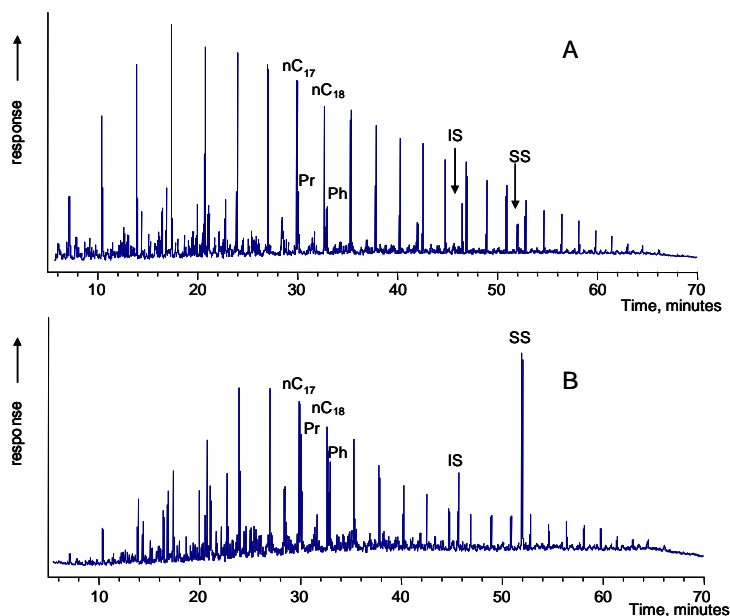 A
nC₁₇
nC₁₈
IS
SS
Pr
Ph
response
10 20 30 40 50 60 70
Time, minutes
SS
B
nC₁₇
nC₁₈
Pr
Ph
IS
response
10 20 30 40 50 60 70
Time, minutes